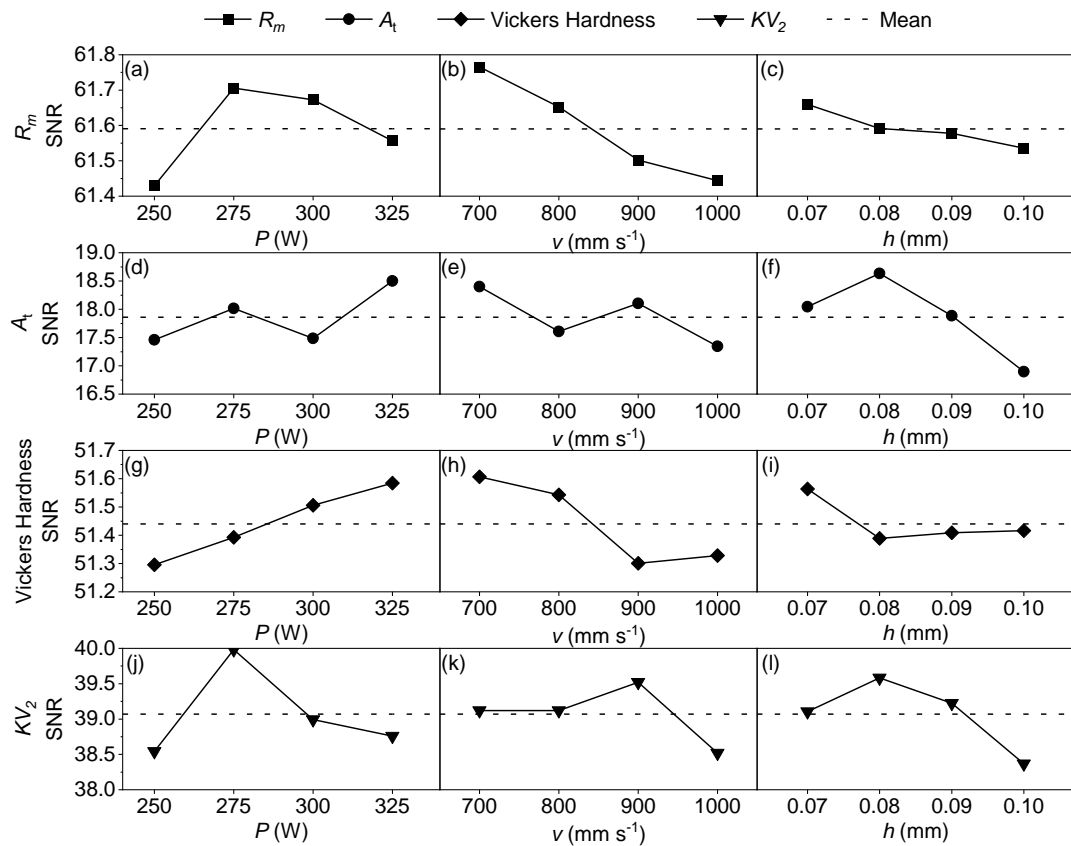 R_m A_t Vickers Hardness KV_2 Mean
(a) (b) (c)
R_m SNR
61.8
61.7
61.6
61.5
61.4
250 275 300 325 700 800 900 1000 0.07 0.08 0.09 0.10
P (W) v (mm s⁻¹) h (mm)
(d) (e) (f)
A_t SNR
19.0
18.5
18.0
17.5
17.0
16.5
250 275 300 325 700 800 900 1000 0.07 0.08 0.09 0.10
P (W) v (mm s⁻¹) h (mm)
(g) (h) (i)
Vickers Hardness SNR
51.7
51.6
51.5
51.4
51.3
51.2
250 275 300 325 700 800 900 1000 0.07 0.08 0.09 0.10
P (W) v (mm s⁻¹) h (mm)
(j) (k) (l)
KV_2 SNR
40.0
39.5
39.0
38.5
38.0
250 275 300 325 700 800 900 1000 0.07 0.08 0.09 0.10
P (W) v (mm s⁻¹) h (mm)